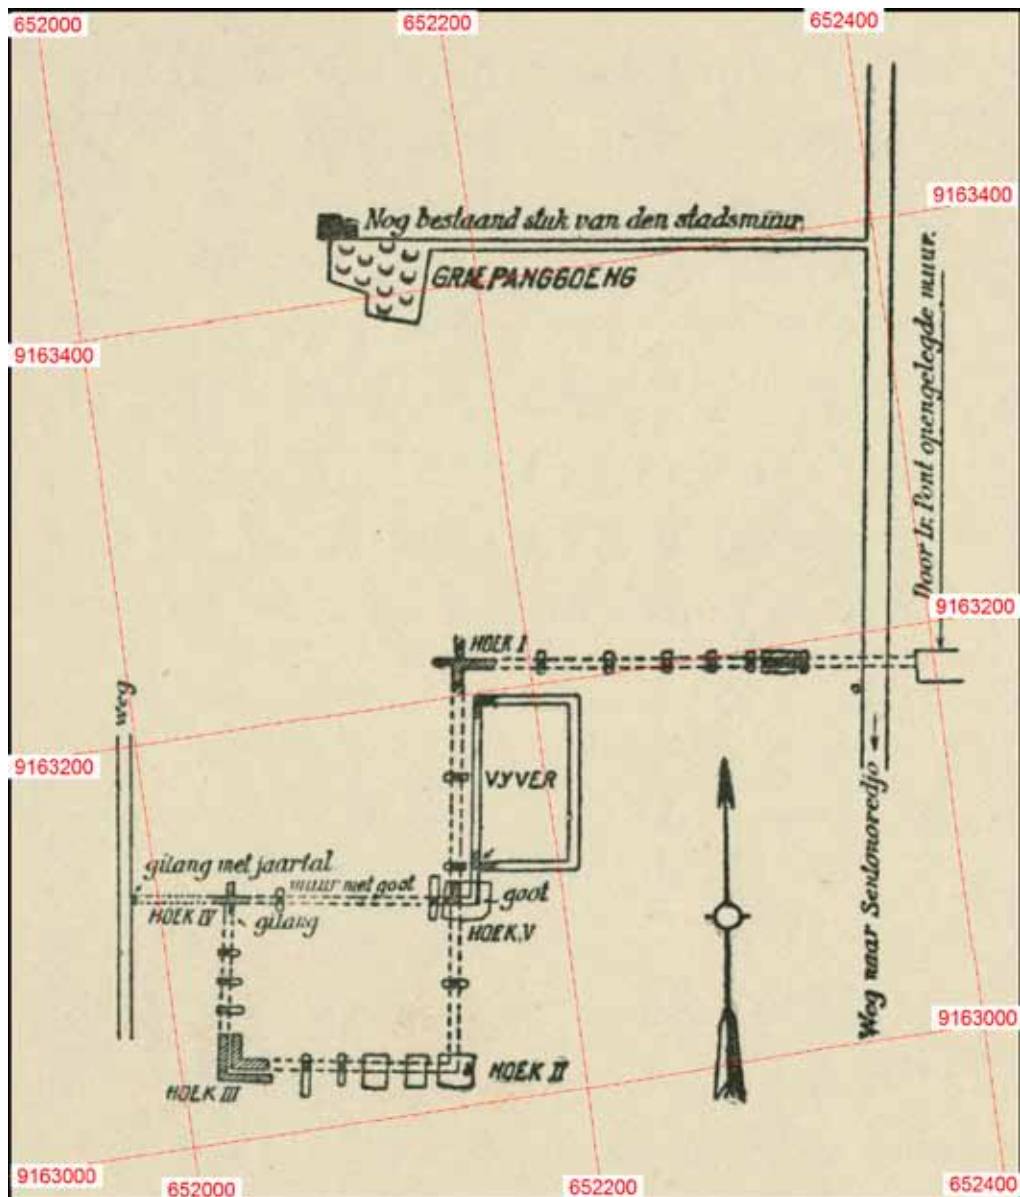 652000
652200
652400
9163400
Nog bestaand stuk van den stadsmuur.
GRAEPANGGOENG
9163400
Door Ir. Pont opengelegde muur.
9163200
HOEK I
weg
9163200
VYVER
gilang met jaartal
muur met goot
HOEK IV
gilang
goot
HOEK V
Weg naar Sentonoredjo
9163000
HOEK II
HOEK III
9163000
652000
652200
652400